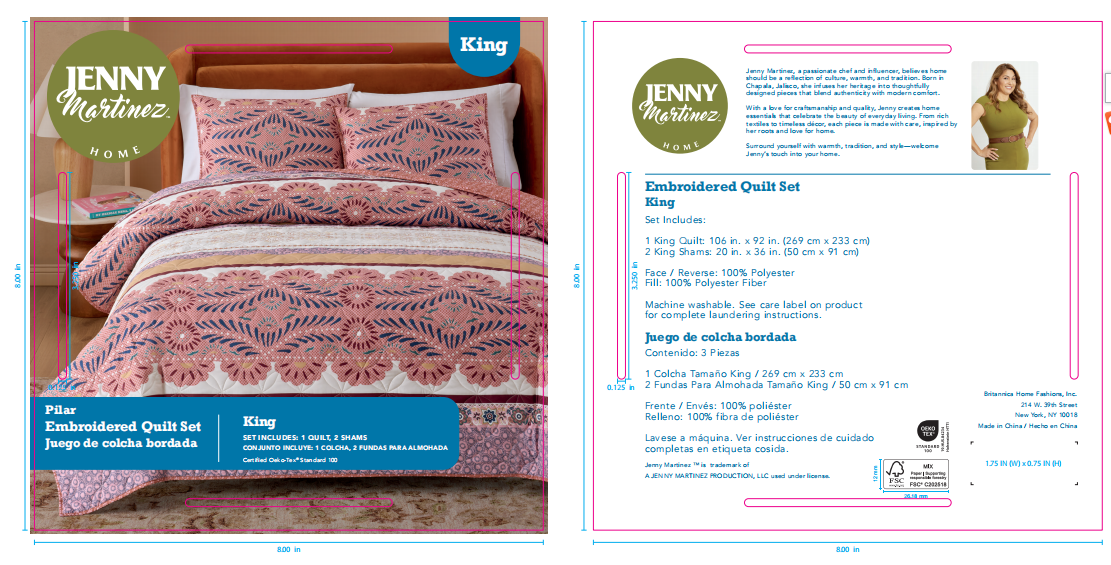 JENNY
Martinez™
HOME
King
Pilar
Embroidered Quilt Set
Juego de colcha bordada
King
SET INCLUDES: 1 QUILT, 2 SHAMS
CONJUNTO INCLUYE: 1 COLCHA, 2 FUNDAS PARA ALMOHADA
Certified Oeko-Tex® Standard 100
8.00 in
0.125 in
8.00 in
JENNY
Martinez™
HOME
Jenny Martinez, a passionate chef and influencer, believes home
should be a reflection of culture, warmth, and tradition. Born in
Chapala, Jalisco, she infuses her heritage into thoughtfully
designed pieces that blend authenticity with modern comfort.
With a love for craftsmanship and quality, Jenny creates home
essentials that celebrate the beauty of everyday living. From rich
textiles to timeless décor, each piece is made with care, inspired by
her roots and love for home.
Surround yourself with warmth, tradition, and style—welcome
Jenny's touch into your home.
Embroidered Quilt Set
King
Set Includes:
1 King Quilt: 106 in. x 92 in. (269 cm x 233 cm)
2 King Shams: 20 in. x 36 in. (50 cm x 91 cm)
Face / Reverse: 100% Polyester
Fill: 100% Polyester Fiber
Machine washable. See care label on product
for complete laundering instructions.
Juego de colcha bordada
Contenido: 3 Piezas
1 Colcha Tamaño King / 269 cm x 233 cm
2 Fundas Para Almohada Tamaño King / 50 cm x 91 cm
Frente / Envés: 100% poliéster
Relleno: 100% fibra de poliéster
Lavese a máquina. Ver instrucciones de cuidado
completas en etiqueta cosida.
Jenny Martinez ™ is trademark of
A JENNY MARTINEZ PRODUCTION, LLC used under license.
OEKO
TEX®
STANDARD
100
12 mm
FSC
MIX
Paper | Supporting
responsible forestry
FSC® C202518
Britannica Home Fashions, Inc.
214 W. 39th Street
New York, NY 10018
Made in China / Hecho en China
1.75 IN (W) x 0.75 IN (H)
8.00 in
3.250 in
0.125 in
8.00 in